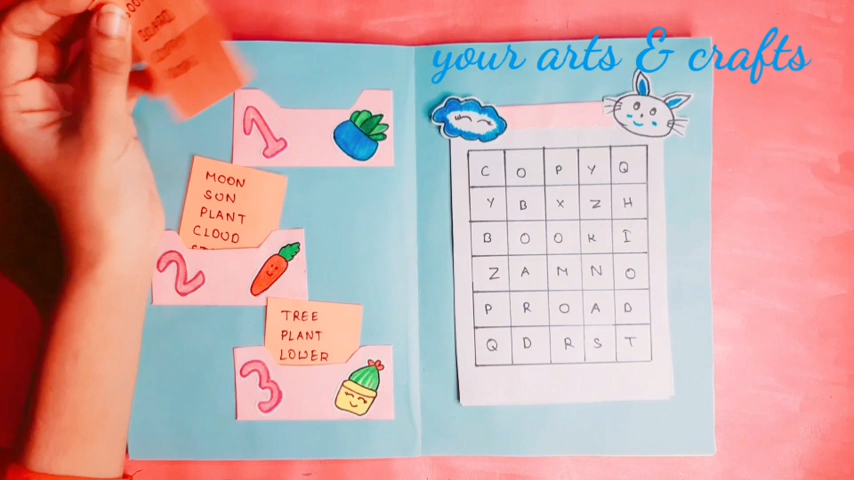 your arts & crafts
1
MOON
SUN
PLANT
CLOUD
2
TREE
PLANT
LOWER
3
C O P Y Q
Y B X Z H
B O O K I
Z A M N O
P R O A D
Q D R S T